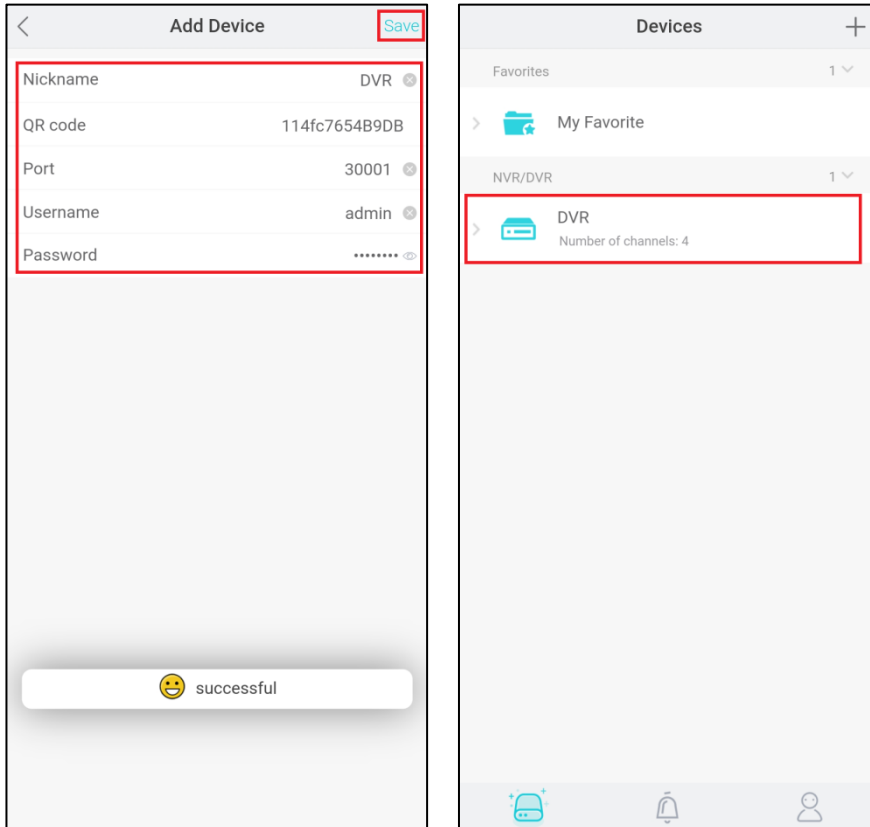 Add Device
Save
Nickname DVR
QR code 114fc7654B9DB
Port 30001
Username admin
Password ••••••••
successful
Devices
Favorites 1
My Favorite
NVR/DVR 1
DVR
Number of channels: 4